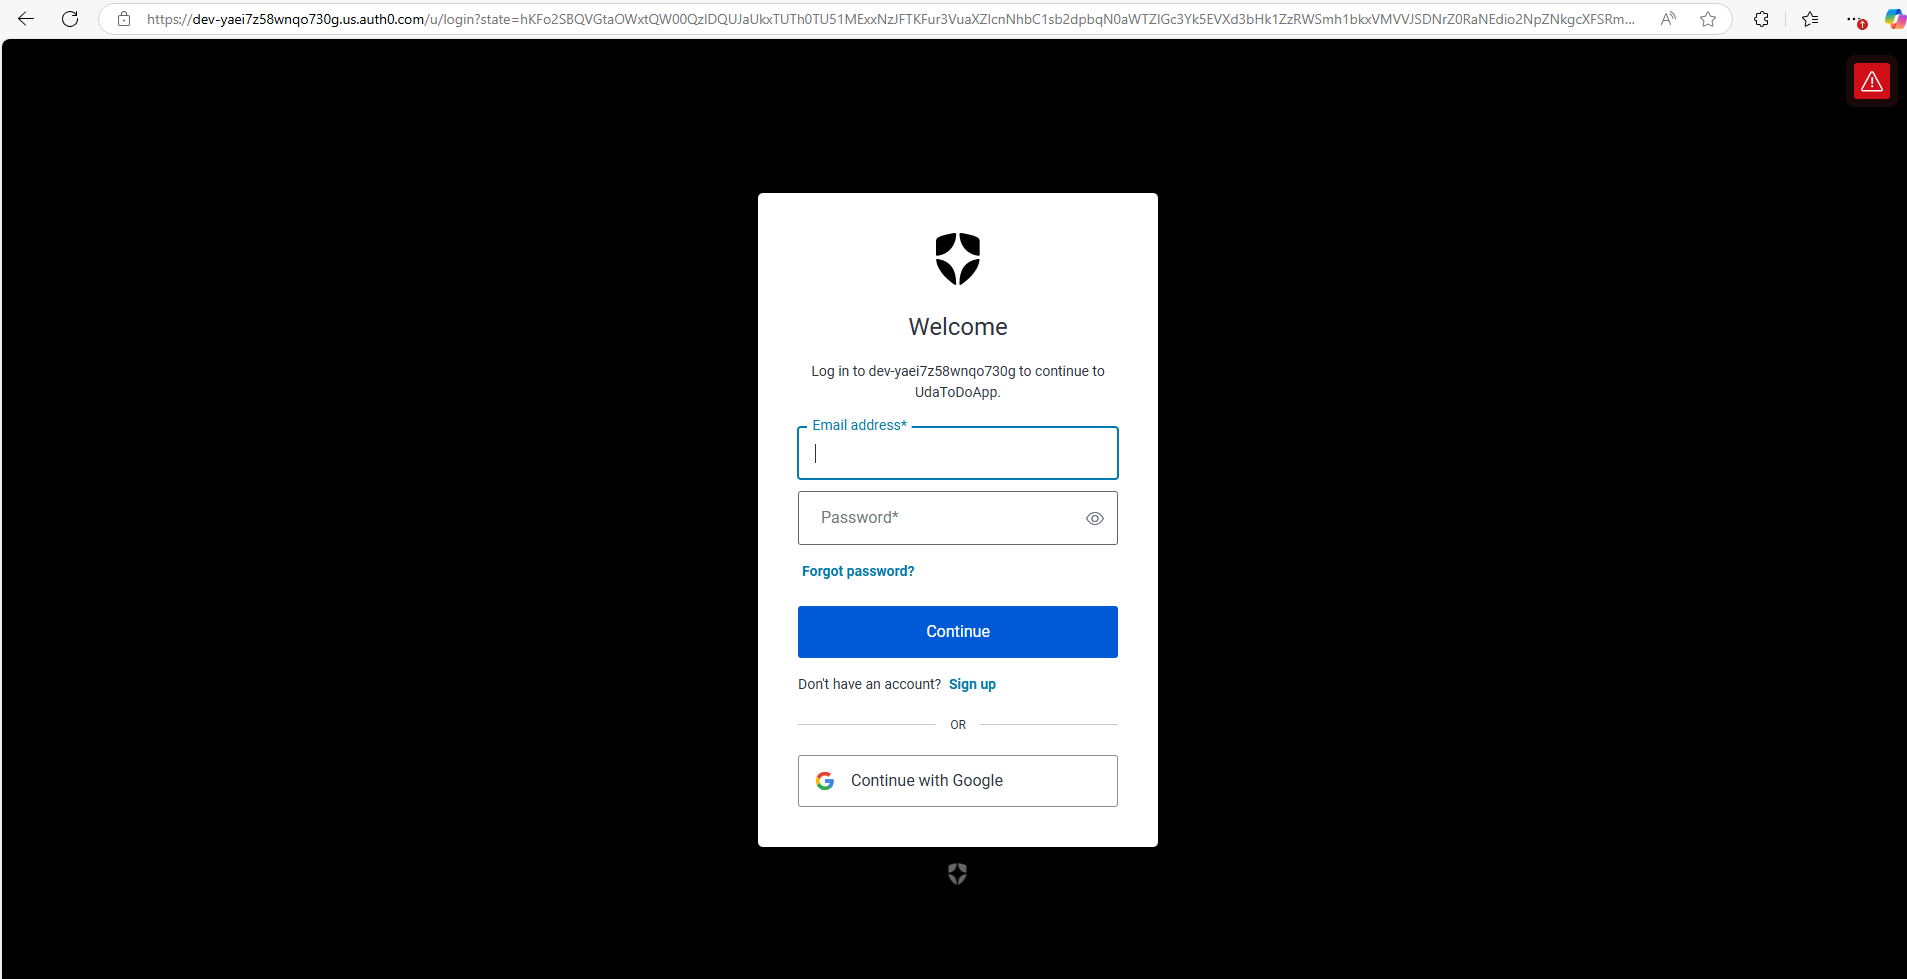 https://dev-yaei7z58wnqo730g.us.auth0.com/u/login?state=hKFo2SBQVGtaOWxtQW00QzIDQUJaUkxTUTh0TU51MExxNzJFTKFur3VuaXZlcnNhbC1sb2dpbqN0aWTZIGc3Yk5EVXd3bHk1ZzRWSmh1bkxVMVVJSDNrZ0RaNEdio2NpZNkgcXFSRm...
Welcome
Log in to dev-yaei7z58wnqo730g to continue to
UdaToDoApp.
Email address*
Password*
Forgot password?
Continue
Don't have an account? Sign up
OR
Continue with Google